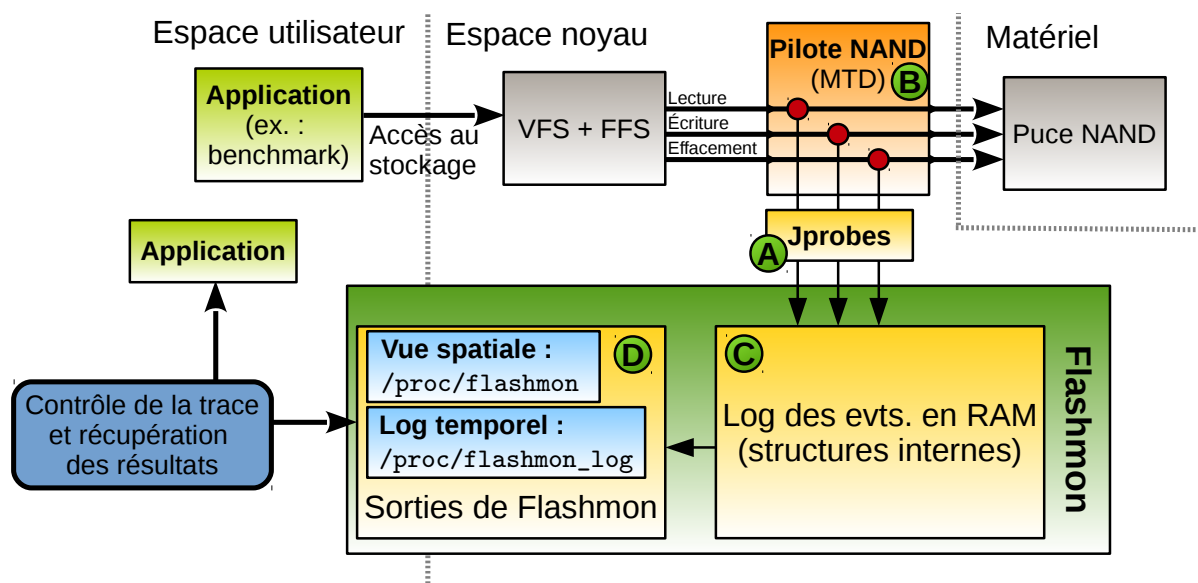 Espace utilisateur
Espace noyau
Matériel
Application
(ex. :
benchmark)
Accès au
stockage
VFS + FFS
Lecture
Écriture
Effacement
Pilote NAND
(MTD)
B
Puce NAND
Jprobes
A
Application
Contrôle de la trace
et récupération
des résultats
Vue spatiale :
/proc/flashmon
D
Log temporel :
/proc/flashmon_log
Sorties de Flashmon
C
Log des evts. en RAM
(structures internes)
Flashmon